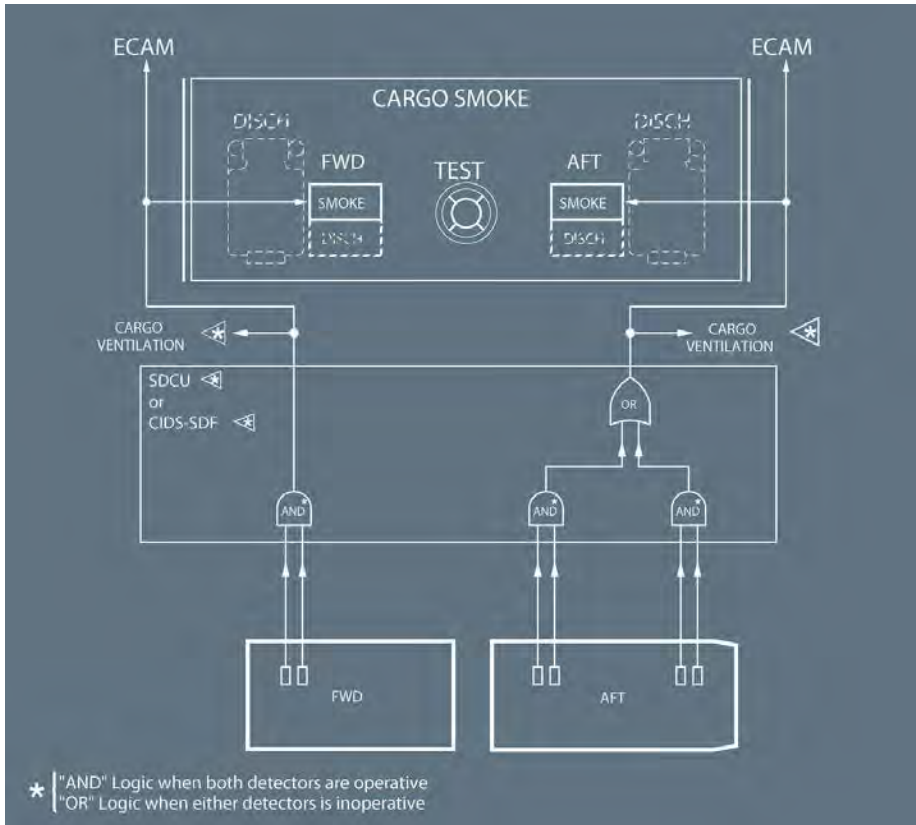 ECAM
ECAM
CARGO SMOKE
DISCH
DISCH
FWD
TEST
AFT
SMOKE
SMOKE
DISCH
DISCH
CARGO
VENTILATION
CARGO
VENTILATION
SDCU
or
CIDS-SDF
OR
AND*
AND*
AND*
FWD
AFT
* "AND" Logic when both detectors are operative
"OR" Logic when either detectors is inoperative